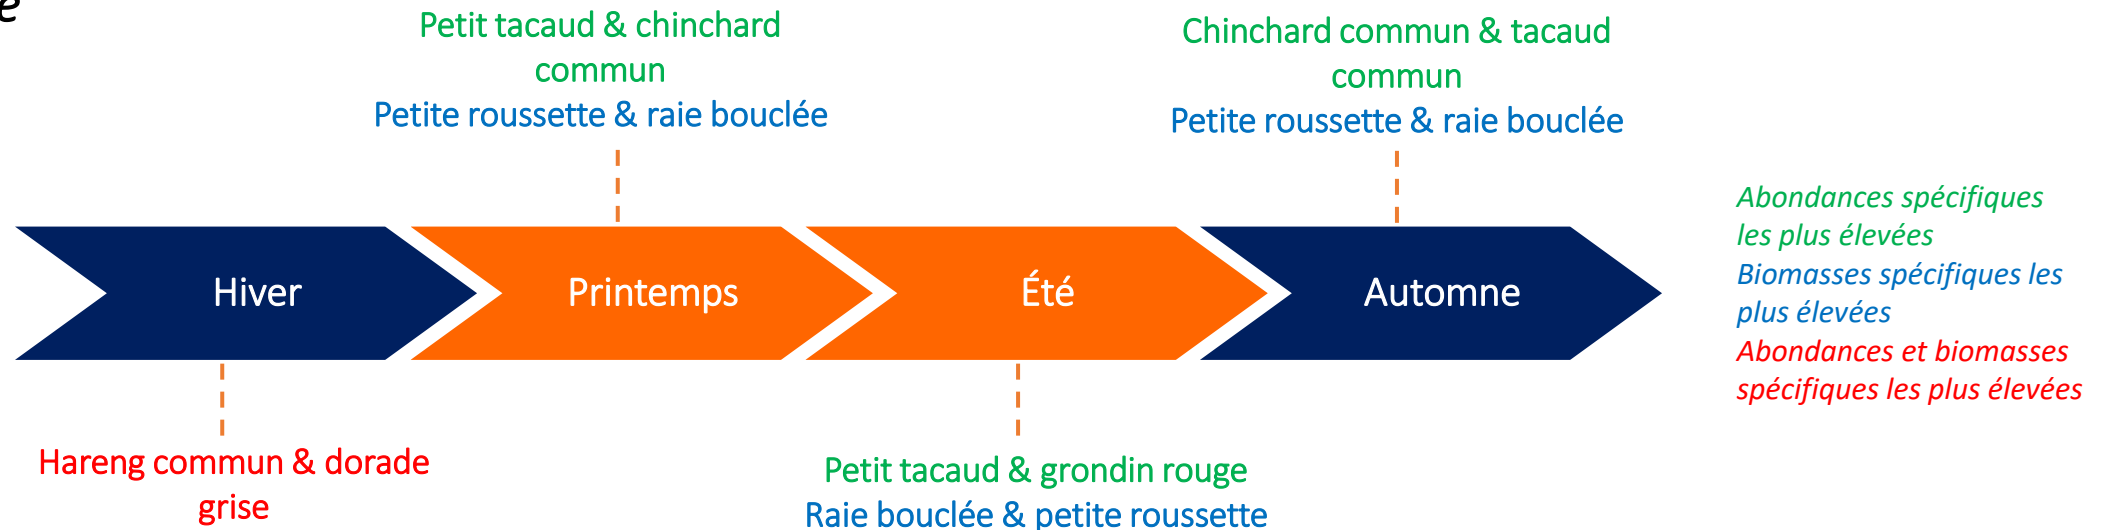 Petit tacaud & chinchard
commun
Petite roussette & raie bouclée
Chinchard commun & tacaud
commun
Petite roussette & raie bouclée
Hiver
Printemps
Été
Automne
Abondances spécifiques
les plus élevées
Biomasses spécifiques les
plus élevées
Abondances et biomasses
spécifiques les plus élevées
Hareng commun & dorade
grise
Petit tacaud & grondin rouge
Raie bouclée & petite roussette